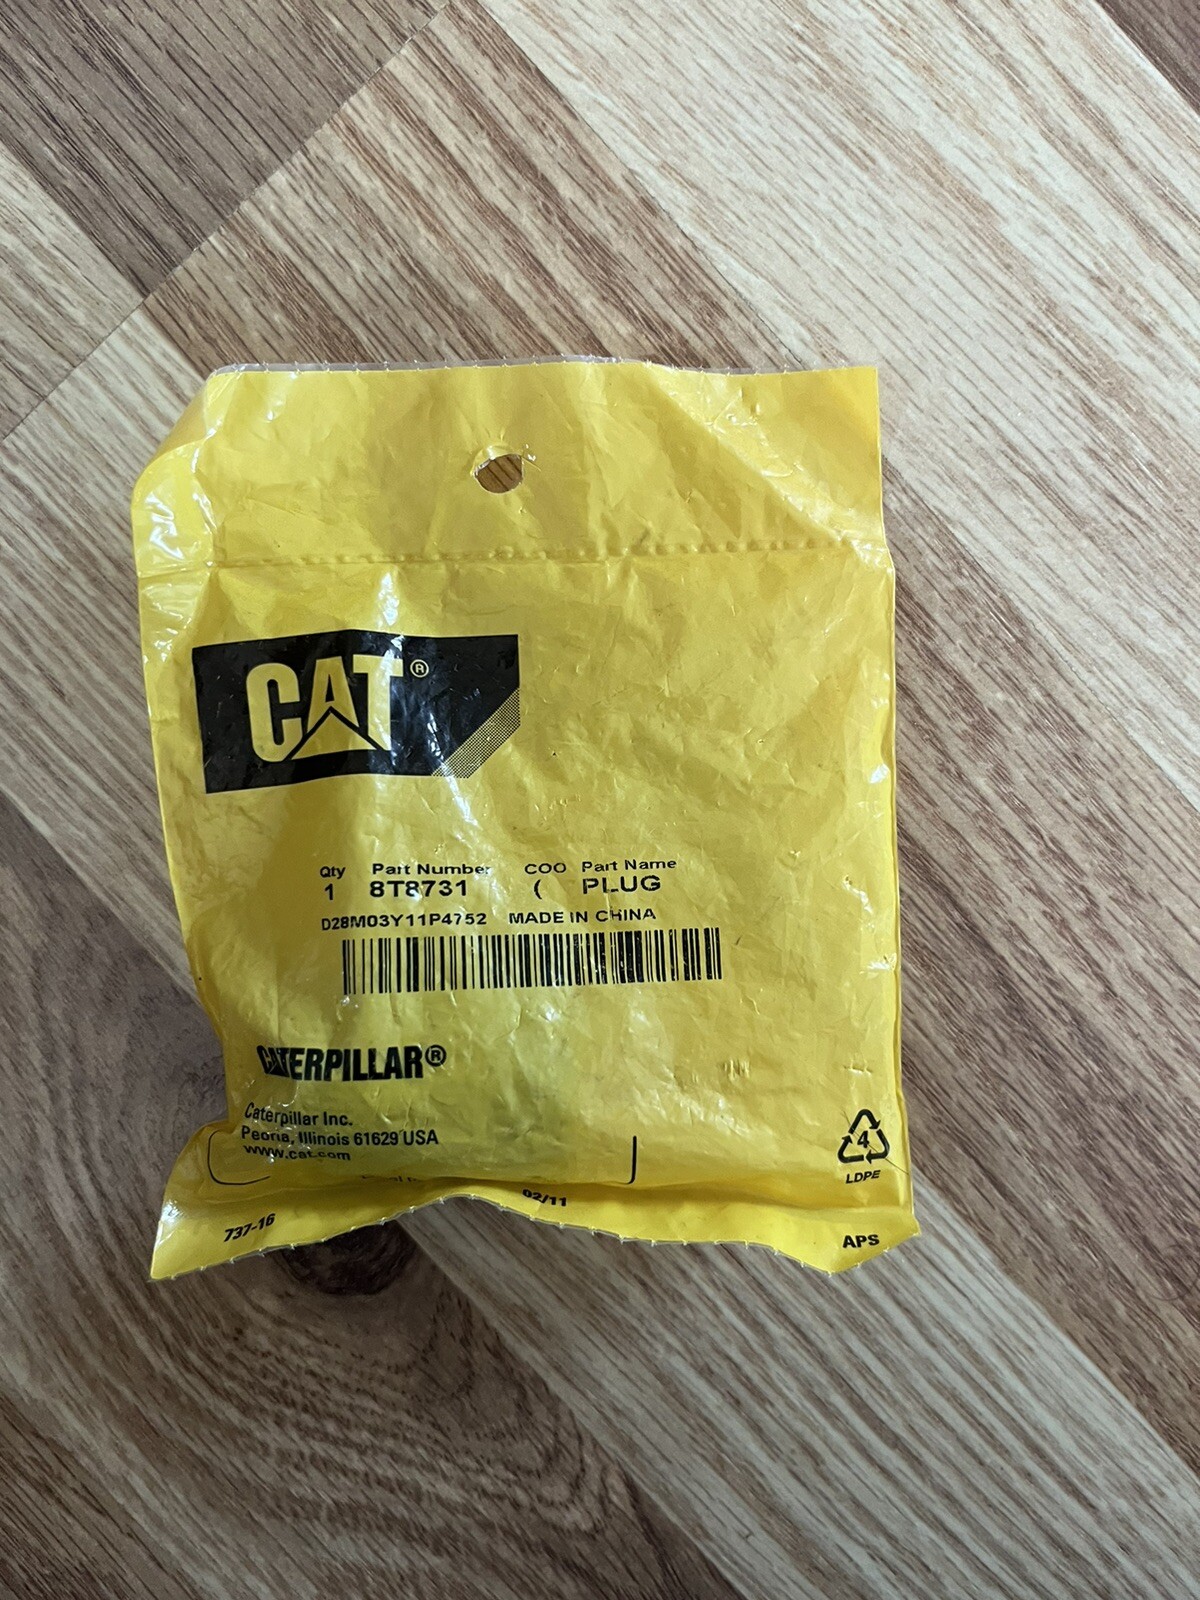 CAT®
Qty Part Number COO Part Name
1 8T8731 ( PLUG
D28M03Y11P4752 MADE IN CHINA
CATERPILLAR®
Caterpillar Inc.
Peoria, Illinois 61629 USA
www.cat.com
4
LDPE
02/11
737-16
APS